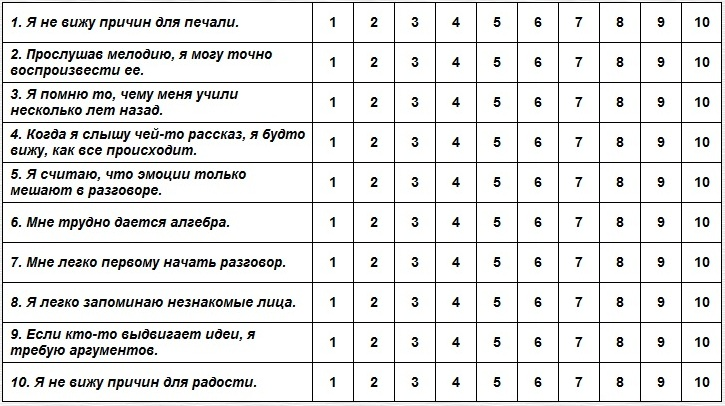 1. Я не вижу причин для печали. 1 2 3 4 5 6 7 8 9 10
2. Прослушав мелодию, я могу точно
воспроизвести ее. 1 2 3 4 5 6 7 8 9 10
3. Я помню то, чему меня учили
несколько лет назад. 1 2 3 4 5 6 7 8 9 10
4. Когда я слышу чей-то рассказ, я будто
вижу, как все происходит. 1 2 3 4 5 6 7 8 9 10
5. Я считаю, что эмоции только
мешают в разговоре. 1 2 3 4 5 6 7 8 9 10
6. Мне трудно дается алгебра. 1 2 3 4 5 6 7 8 9 10
7. Мне легко первому начать разговор. 1 2 3 4 5 6 7 8 9 10
8. Я легко запоминаю незнакомые лица. 1 2 3 4 5 6 7 8 9 10
9. Если кто-то выдвигает идеи, я
требую аргументов. 1 2 3 4 5 6 7 8 9 10
10. Я не вижу причин для радости. 1 2 3 4 5 6 7 8 9 10